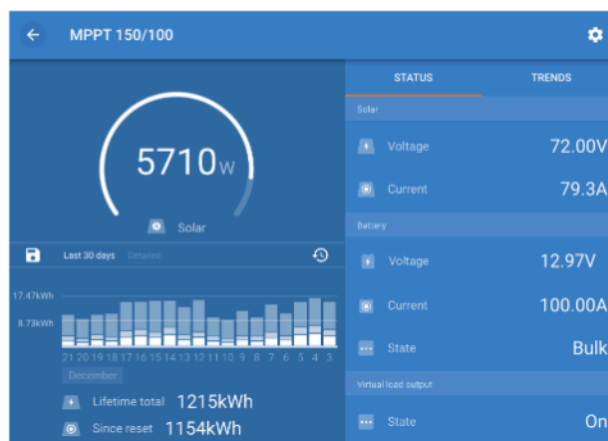 MPPT 150/100
5710W
Solar
Last 30 days Detailed
17.47kWh
8.73kWh
21 20 19 18 17 16 15 14 13 12 11 10 9 8 7 6 5 4 3
December
Lifetime total 1215kWh
Since reset 1154kWh
STATUS TRENDS
Solar
Voltage 72.00V
Current 79.3A
Battery
Voltage 12.97V
Current 100.00A
State Bulk
Virtual load output
State On